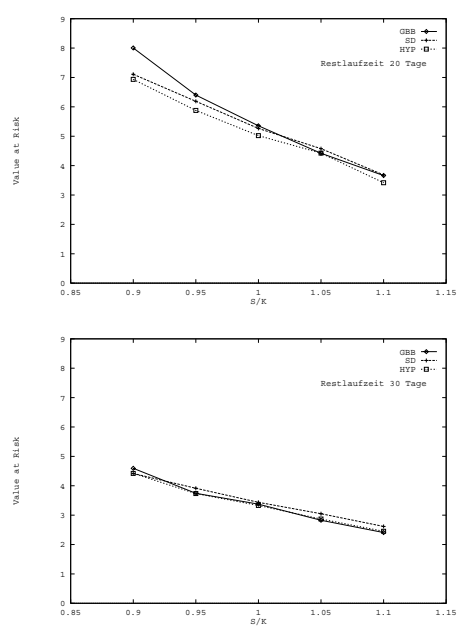 9
8
7
6
5
4
3
2
1
0
Value at Risk
GBB
SD
HYP
Restlaufzeit 20 Tage
0.85 0.9 0.95 1 1.05 1.1 1.15
S/K
9
8
7
6
5
4
3
2
1
0
Value at Risk
GBB
SD
HYP
Restlaufzeit 30 Tage
0.85 0.9 0.95 1 1.05 1.1 1.15
S/K